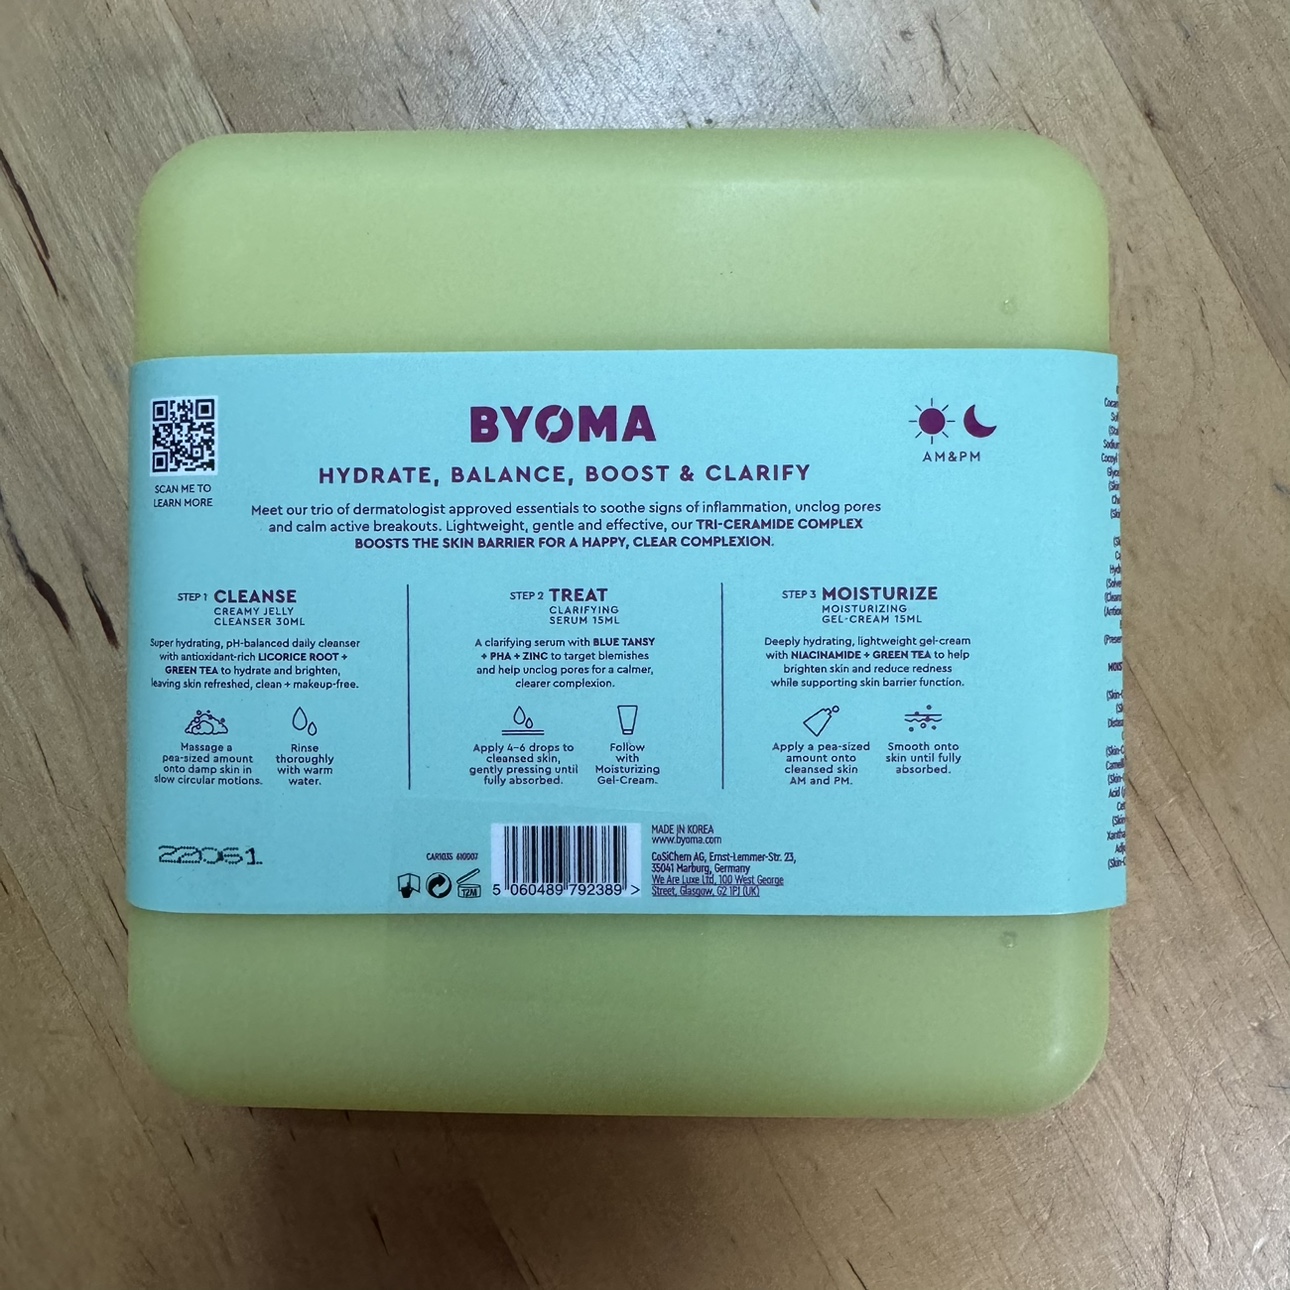 BYOMA
AM&PM
HYDRATE, BALANCE, BOOST & CLARIFY
SCAN ME TO
LEARN MORE
Meet our trio of dermatologist approved essentials to soothe signs of inflammation, unclog pores
and calm active breakouts. Lightweight, gentle and effective, our TRI-CERAMIDE COMPLEX
BOOSTS THE SKIN BARRIER FOR A HAPPY, CLEAR COMPLEXION.
STEP 1 CLEANSE
CREAMY JELLY
CLEANSER 30ML
Super hydrating, pH-balanced daily cleanser
with antioxidant-rich LICORICE ROOT +
GREEN TEA to hydrate and brighten,
leaving skin refreshed, clean + makeup-free.
Massage a
pea-sized amount
onto damp skin in
slow circular motions.
Rinse
thoroughly
with warm
water.
STEP 2 TREAT
CLARIFYING
SERUM 15ML
A clarifying serum with BLUE TANSY
+ PHA + ZINC to target blemishes
and help unclog pores for a calmer,
clearer complexion.
Apply 4-6 drops to
cleansed skin,
gently pressing until
fully absorbed.
Follow
with
Moisturizing
Gel-Cream.
STEP 3 MOISTURIZE
MOISTURIZING
GEL-CREAM 15ML
Deeply hydrating, lightweight gel-cream
with NIACINAMIDE + GREEN TEA to help
brighten skin and reduce redness
while supporting skin barrier function.
Apply a pea-sized
amount onto
cleansed skin
AM and PM.
Smooth onto
skin until fully
absorbed.
22061
CAR1035 610007
12M
5 060489 792389 >
MADE IN KOREA
www.byoma.com
CoSiChem AG, Ernst-Lemmer-Str. 23,
35041 Marburg, Germany
We Are Luxe Ltd, 100 West George
Street, Glasgow, G2 1PJ (UK)